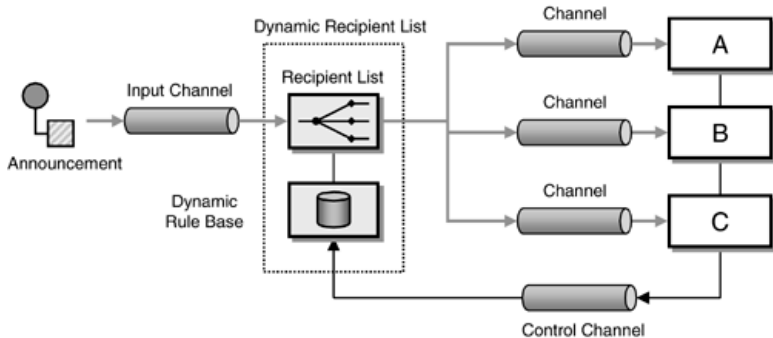 Dynamic Recipient List
Channel
A
Recipient List
Input Channel
Announcement
Channel
B
Dynamic
Rule Base
Channel
C
Control Channel